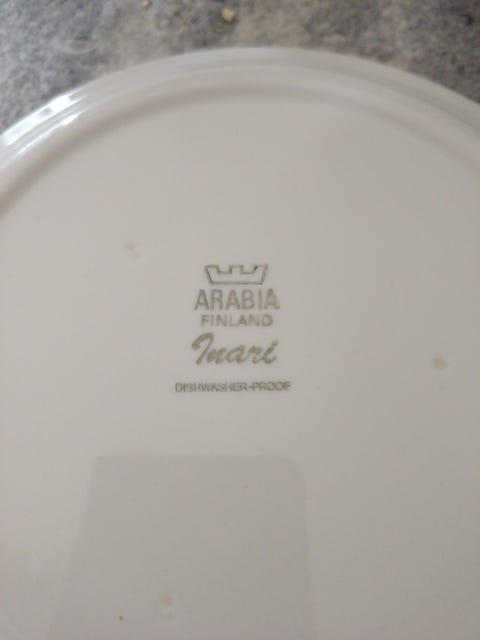 ARABIA
FINLAND
Inari
DISHWASHER-PROOF